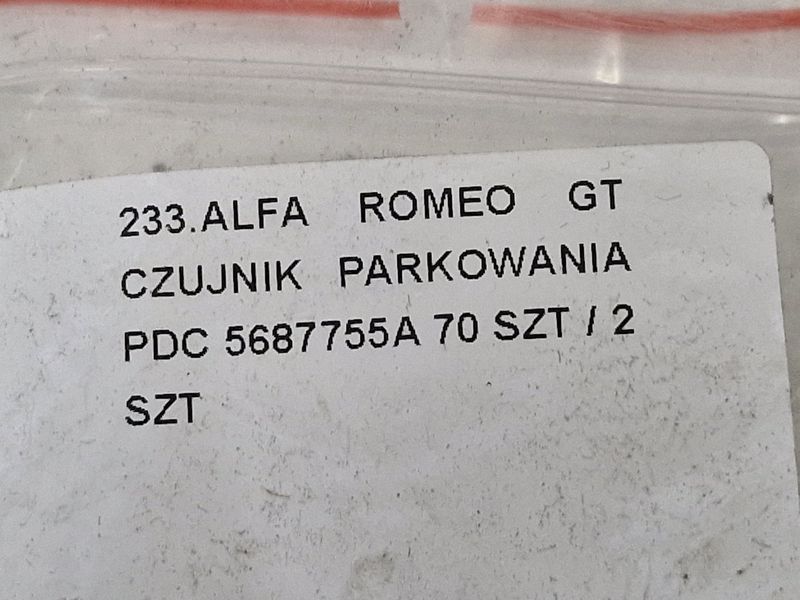 233.ALFA ROMEO GT
CZUJNIK PARKOWANIA
PDC 5687755A 70 SZT / 2
SZT